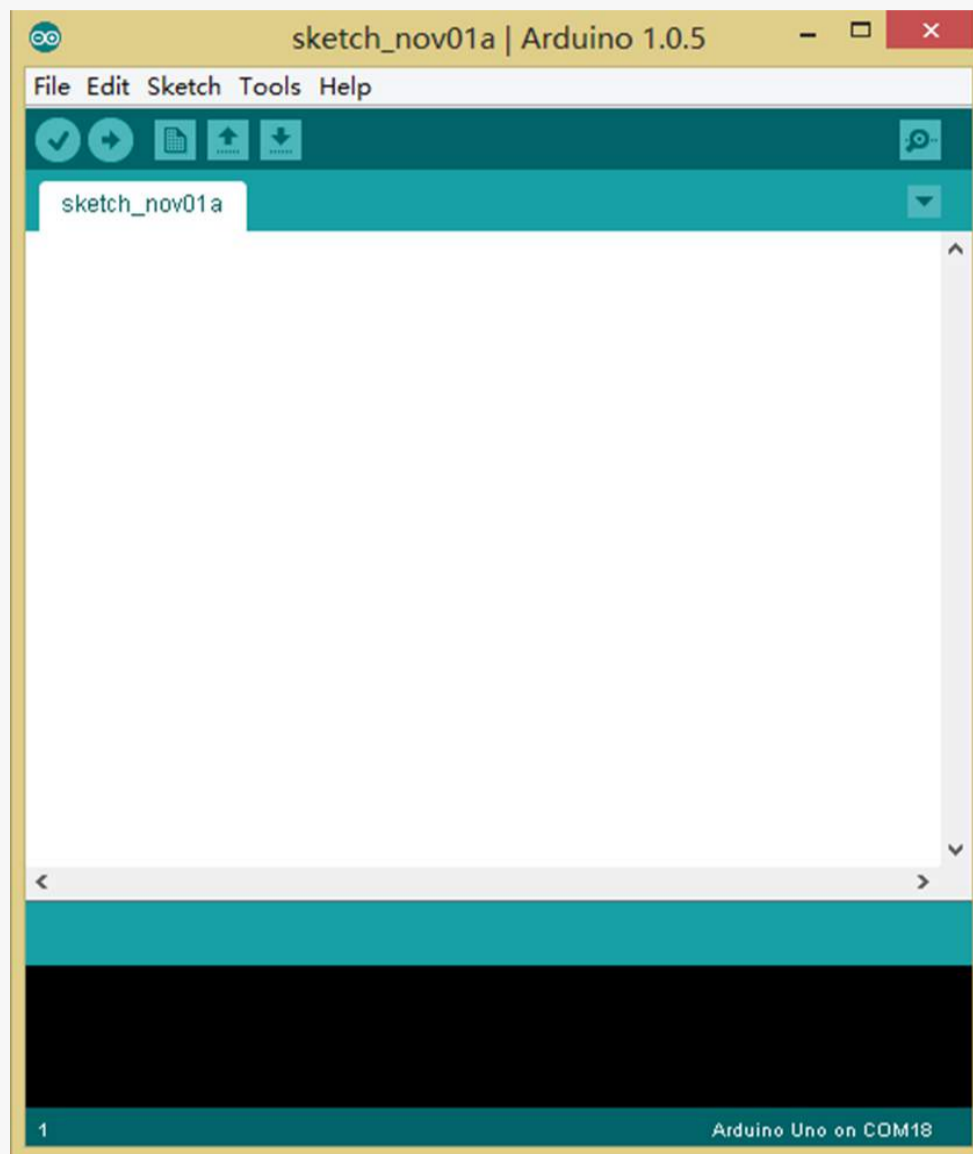 sketch_nov01a | Arduino 1.0.5
File Edit Sketch Tools Help
sketch_nov01a
1 Arduino Uno on COM18